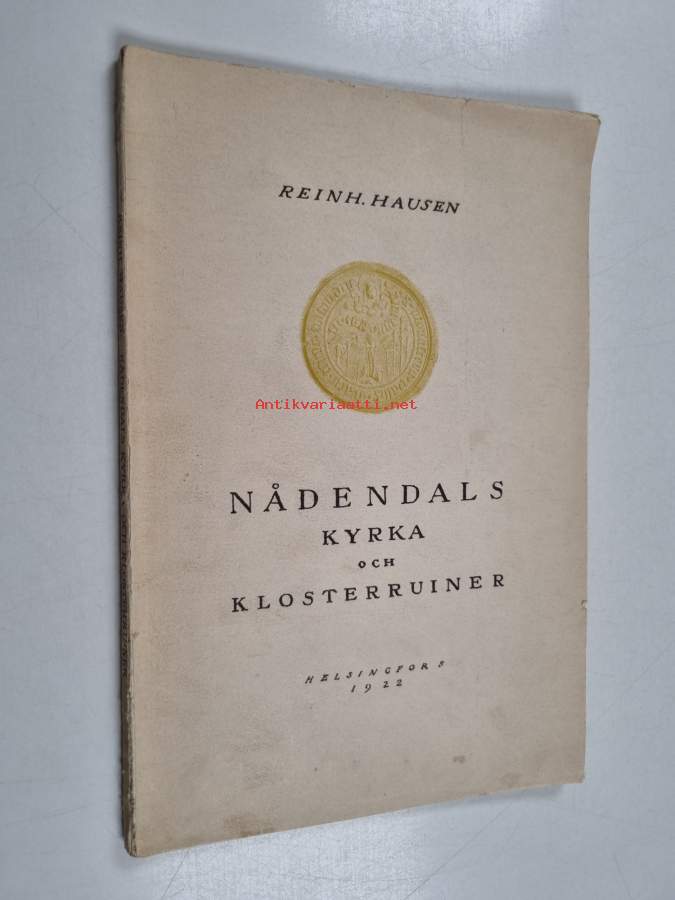 REINH. HAUSEN
Antikvariaatti.net
NÅDENDALS
KYRKA
OCH
KLOSTERRUINER
HELSINGFORS
1922